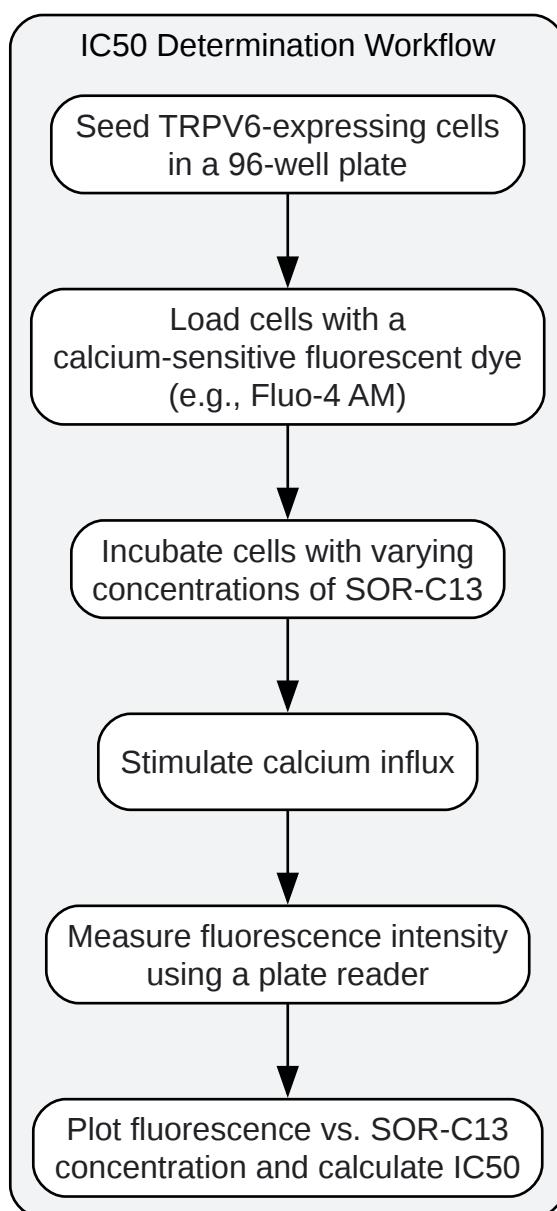 IC50 Determination Workflow
Seed TRPV6-expressing cells
in a 96-well plate
Load cells with a
calcium-sensitive fluorescent dye
(e.g., Fluo-4 AM)
Incubate cells with varying
concentrations of SOR-C13
Stimulate calcium influx
Measure fluorescence intensity
using a plate reader
Plot fluorescence vs. SOR-C13
concentration and calculate IC50